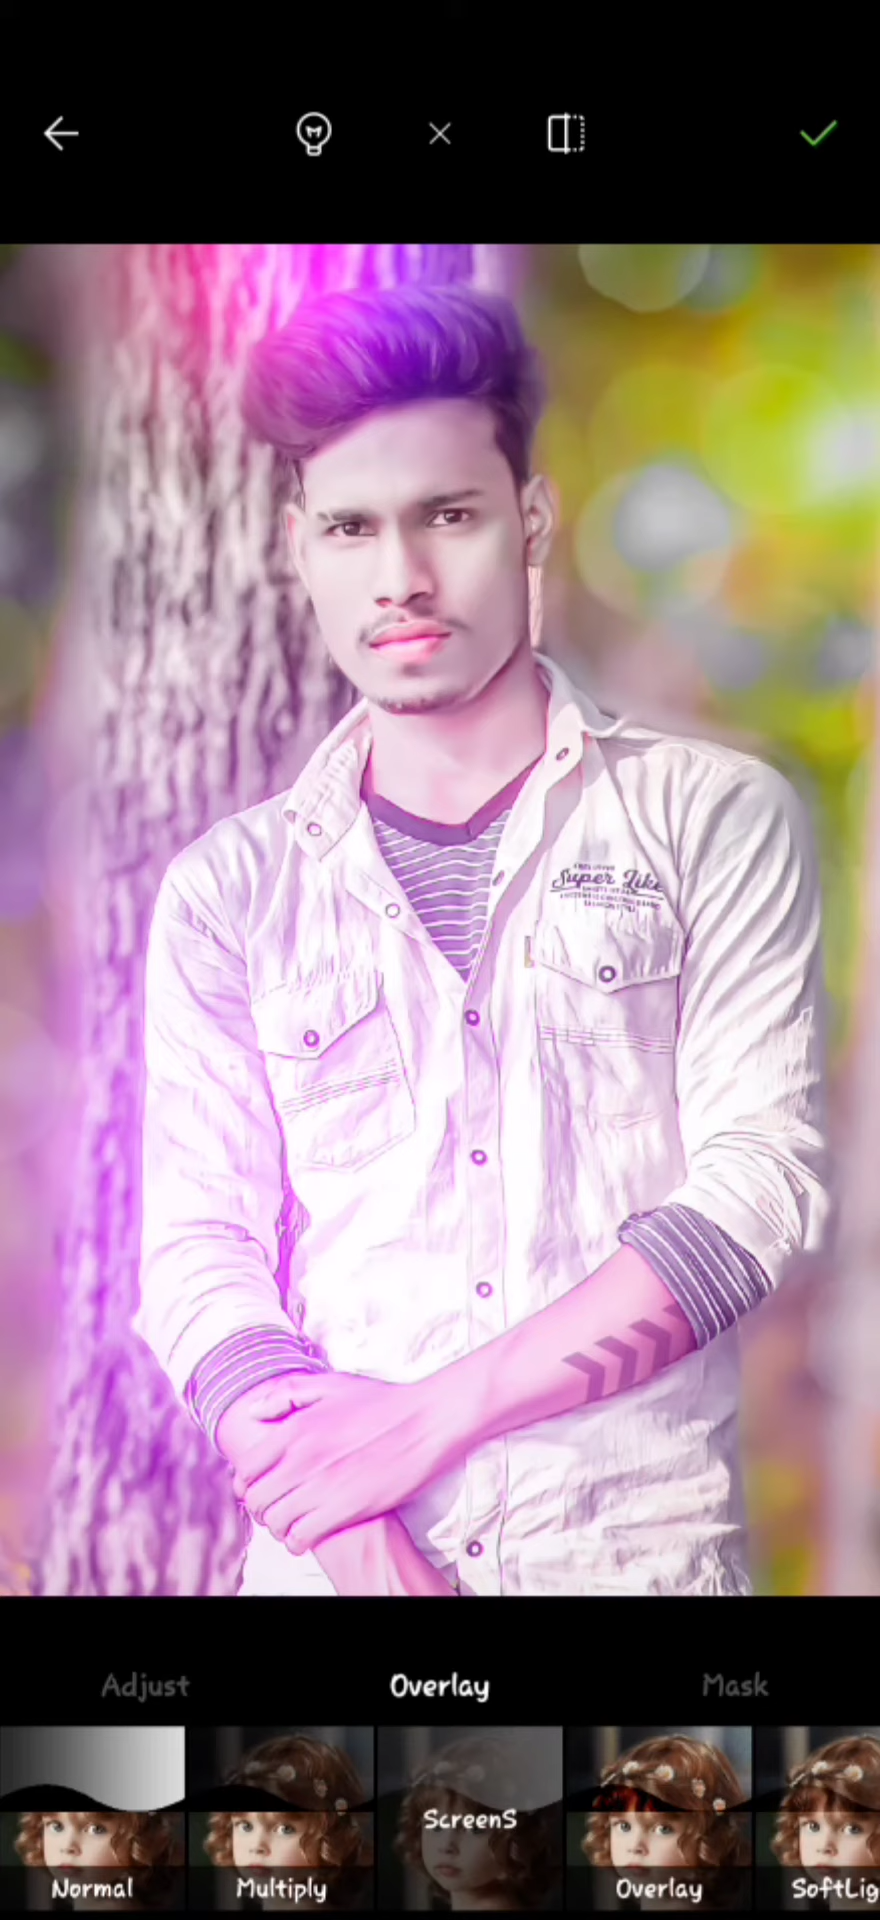 Super Like
Adjust
Overlay
Mask
ScreenS
Normal
Multiply
Overlay
SoftLig